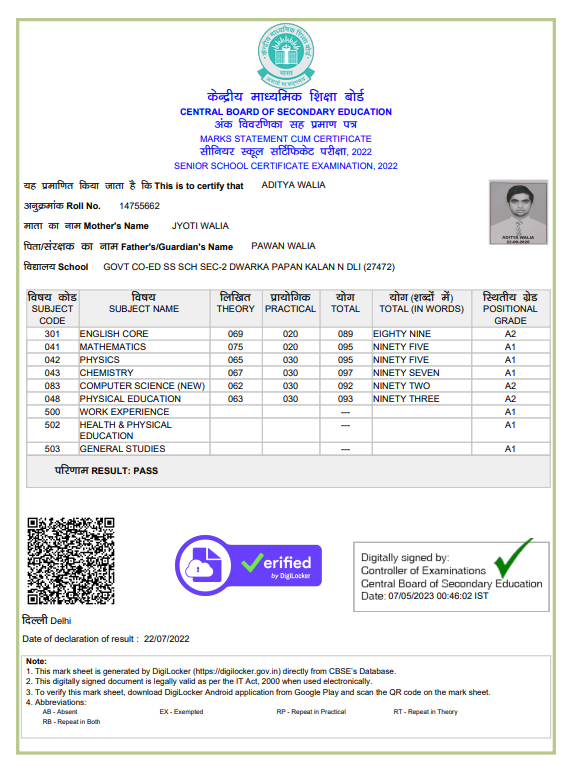 केन्द्रीय माध्यमिक शिक्षा बोर्ड
भारत
असतो मा सद्गमय
केन्द्रीय माध्यमिक शिक्षा बोर्ड
CENTRAL BOARD OF SECONDARY EDUCATION
अंक विवरणिका सह प्रमाण पत्र
MARKS STATEMENT CUM CERTIFICATE
सीनियर स्कूल सर्टिफिकेट परीक्षा, 2022
SENIOR SCHOOL CERTIFICATE EXAMINATION, 2022
यह प्रमाणित किया जाता है कि This is to certify that ADITYA WALIA
अनुक्रमांक Roll No. 14755662
माता का नाम Mother's Name JYOTI WALIA
पिता/संरक्षक का नाम Father's/Guardian's Name PAWAN WALIA
विद्यालय School GOVT CO-ED SS SCH SEC-2 DWARKA PAPAN KALAN N DLI (27472)
ADITYA WALIA
22-09-2020
विषय कोड विषय लिखित प्रायोगिक योग योग (शब्दों में) स्थितीय ग्रेड
SUBJECT SUBJECT NAME THEORY PRACTICAL TOTAL TOTAL (IN WORDS) POSITIONAL
CODE GRADE
301 ENGLISH CORE 069 020 089 EIGHTY NINE A2
041 MATHEMATICS 075 020 095 NINETY FIVE A1
042 PHYSICS 065 030 095 NINETY FIVE A1
043 CHEMISTRY 067 030 097 NINETY SEVEN A1
083 COMPUTER SCIENCE (NEW) 062 030 092 NINETY TWO A2
048 PHYSICAL EDUCATION 063 030 093 NINETY THREE A2
500 WORK EXPERIENCE --- A1
502 HEALTH & PHYSICAL --- A1
EDUCATION
503 GENERAL STUDIES --- A1
परिणाम RESULT: PASS
Verified
by DigiLocker
Digitally signed by:
Controller of Examinations
Central Board of Secondary Education
Date: 07/05/2023 00:46:02 IST
दिल्ली Delhi
Date of declaration of result : 22/07/2022
Note:
1. This mark sheet is generated by DigiLocker (https://digilocker.gov.in) directly from CBSE's Database.
2. This digitally signed document is legally valid as per the IT Act, 2000 when used electronically.
3. To verify this mark sheet, download DigiLocker Android application from Google Play and scan the QR code on the mark sheet.
4. Abbreviations:
AB - Absent EX - Exempted RP - Repeat in Practical RT - Repeat in Theory
RB - Repeat in Both